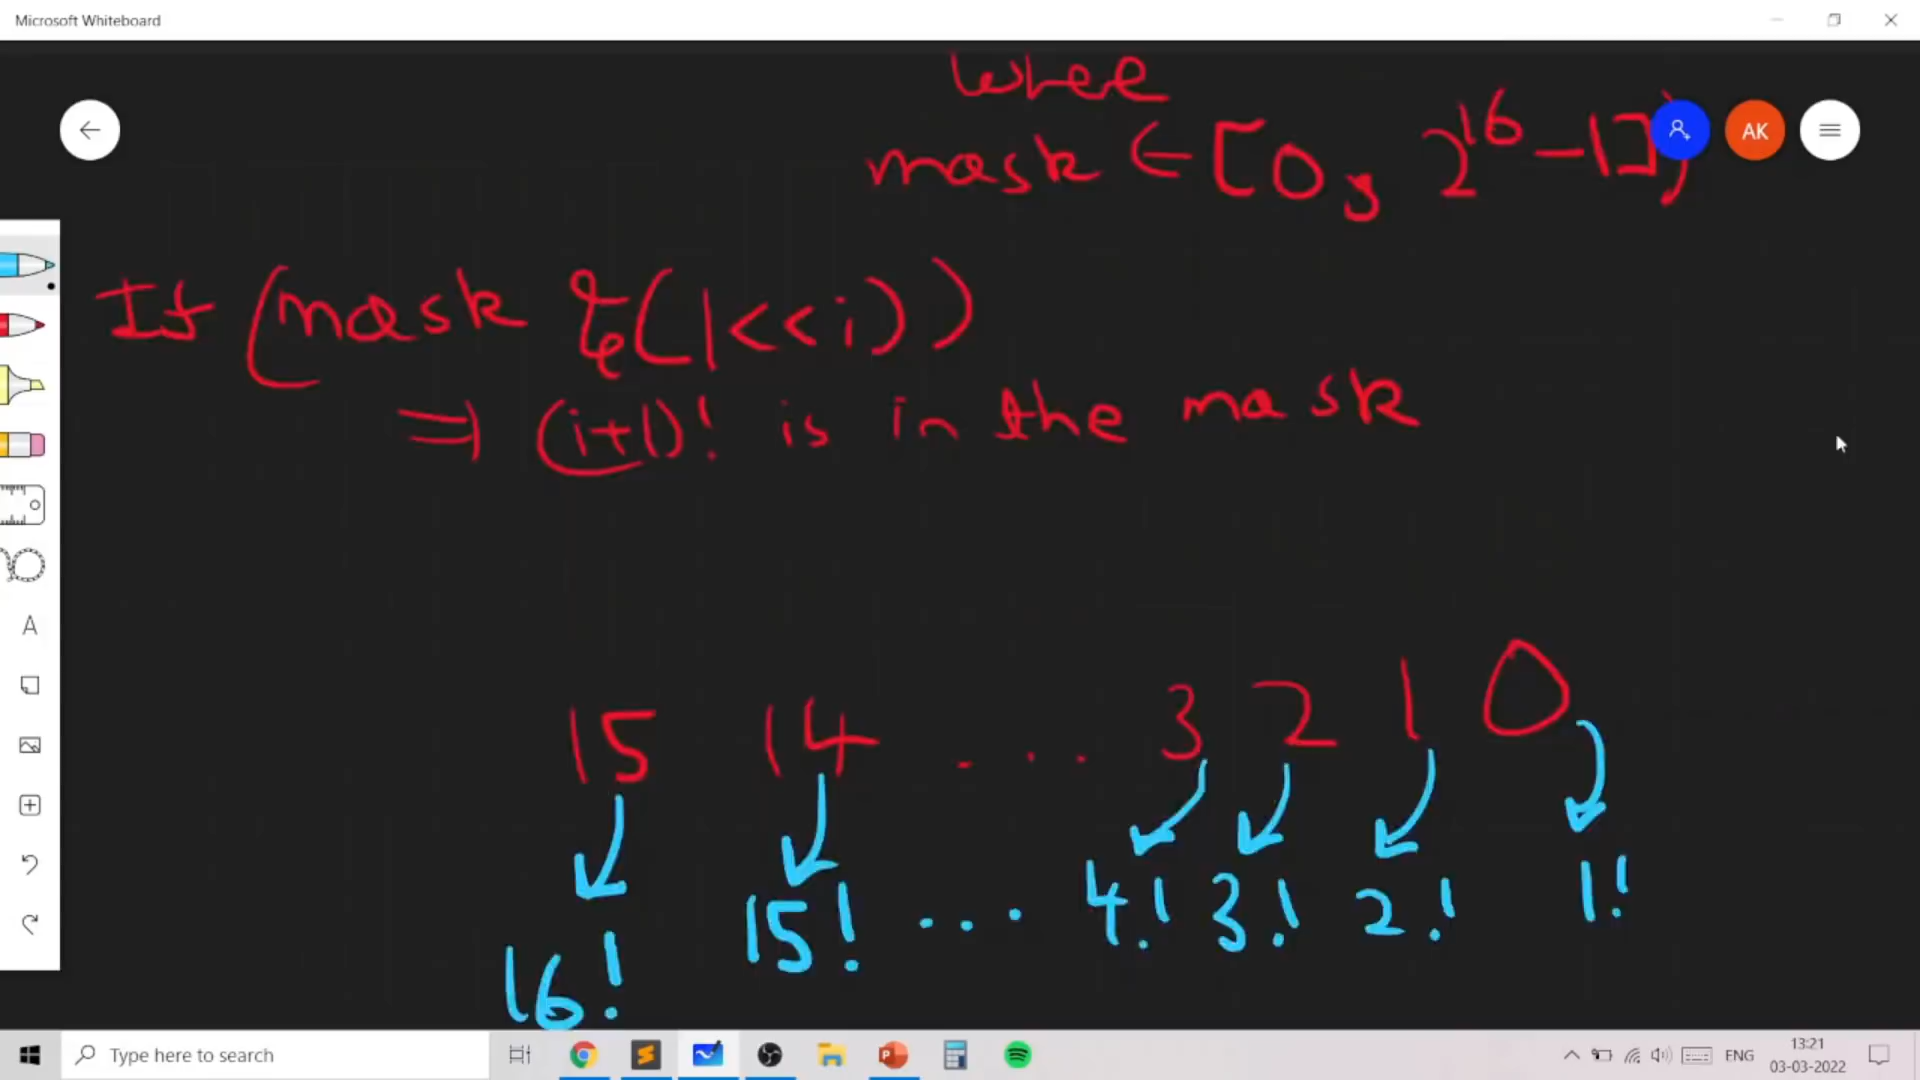 Microsoft Whiteboard
whee
mask ∈ [0, 2^16-1],
AK
If (mask & (1<<i))
⇒ (i+1)! is in the mask
15 14 . . . 3 2 1 0
16! 15! . . . 4! 3! 2! 1!
A
Type here to search
ENG
13:21
03-03-2022